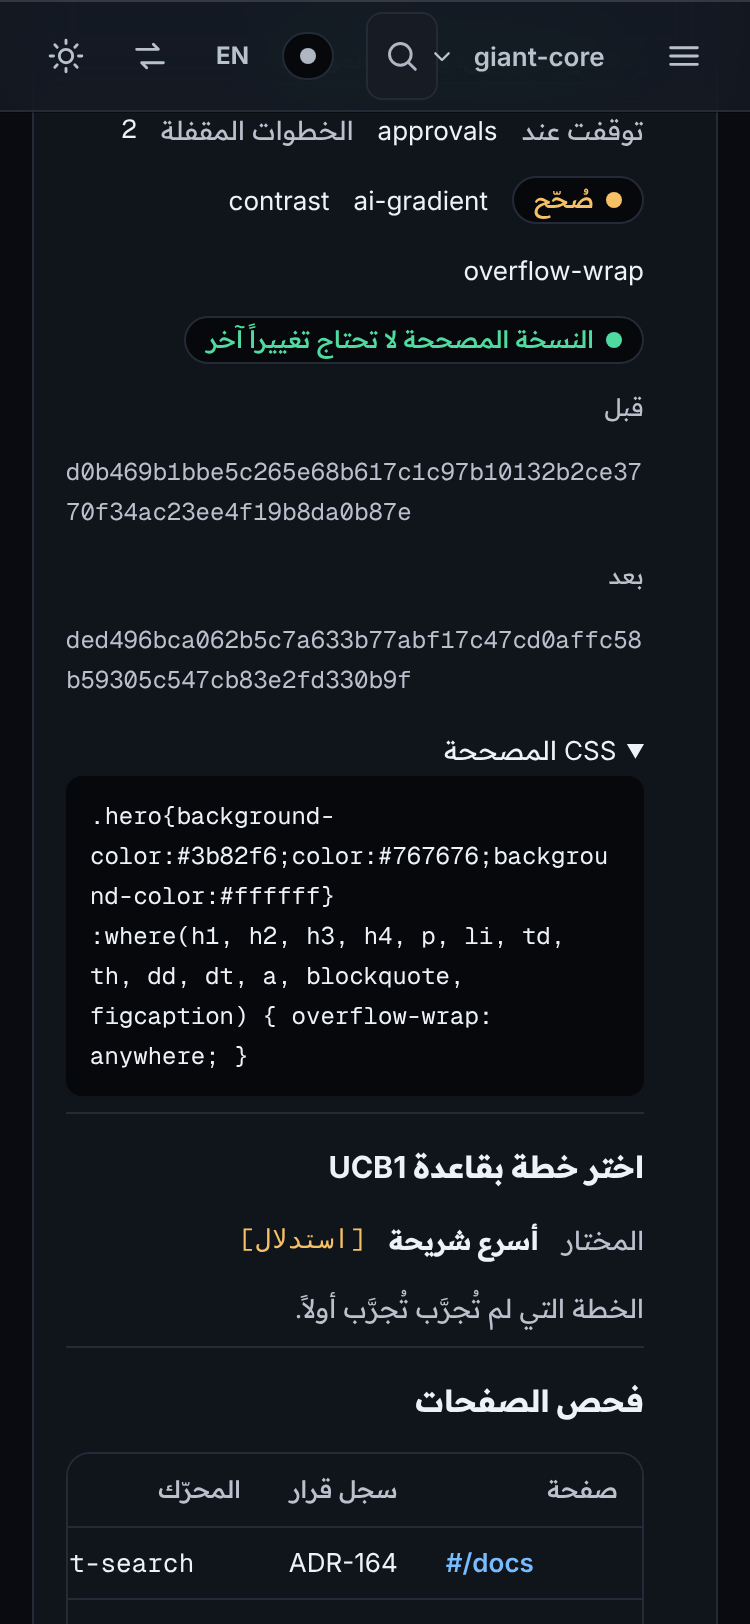 giant-core
EN
توقفت عند approvals الخطوات المقفلة 2
صُحّح ai-gradient contrast
overflow-wrap
النسخة المصححة لا تحتاج تغييراً آخر
قبل
d0b469b1bbe5c265e68b617c1c97b10132b2ce37
70f34ac23ee4f19b8da0b87e
بعد
ded496bca062b5c7a633b77abf17c47cd0affc58
b59305c547cb83e2fd330b9f
CSS المصححة
.hero{background-
color:#3b82f6;color:#767676;backgrou
nd-color:#ffffff}
:where(h1, h2, h3, h4, p, li, td,
th, dd, dt, a, blockquote,
figcaption) { overflow-wrap:
anywhere; }
اختر خطة بقاعدة UCB1
المختار أسرع شريحة [استدلال]
الخطة التي لم تُجرَّب تُجرَّب أولاً.
فحص الصفحات
صفحة سجل قرار المحرّك
#/docs ADR-164 t-search